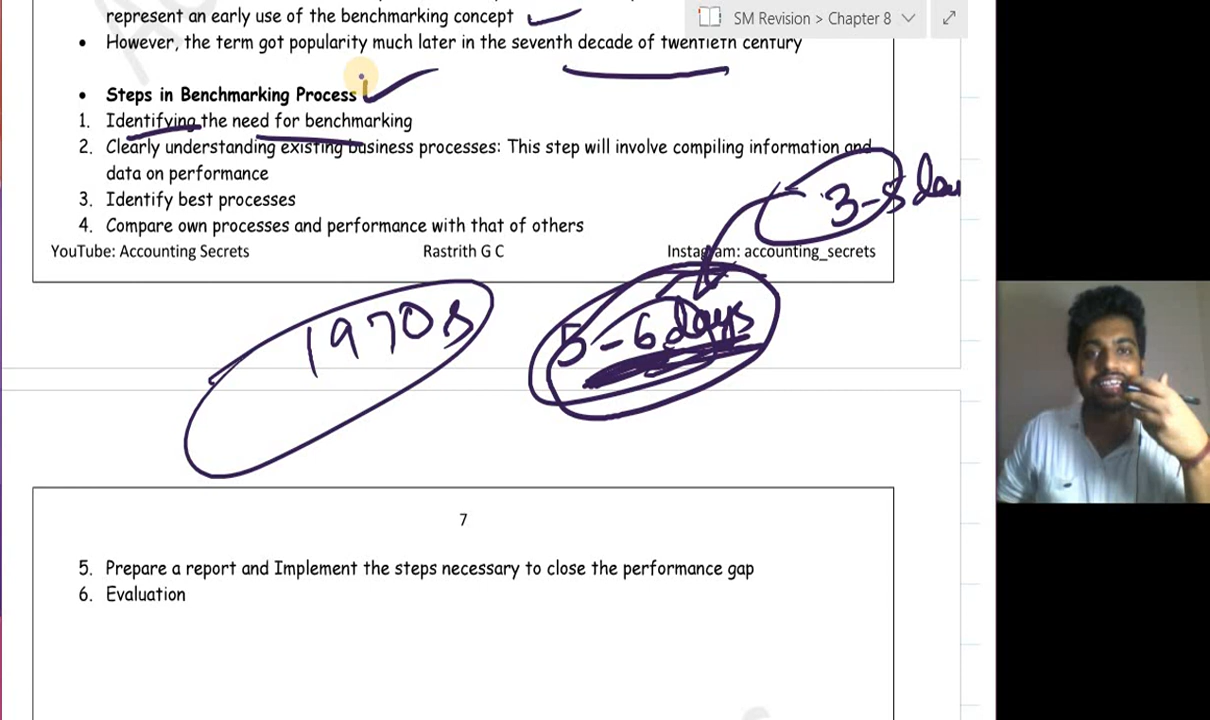 represent an early use of the benchmarking concept
SM Revision > Chapter 8
• However, the term got popularity much later in the seventh decade of twentieth century
• Steps in Benchmarking Process
1. Identifying the need for benchmarking
2. Clearly understanding existing business processes: This step will involve compiling information and
data on performance
3. Identify best processes
4. Compare own processes and performance with that of others
3-8 day
YouTube: Accounting Secrets
Rastrith G C
Instagram: accounting_secrets
1970s
5-6 days
7
5. Prepare a report and Implement the steps necessary to close the performance gap
6. Evaluation